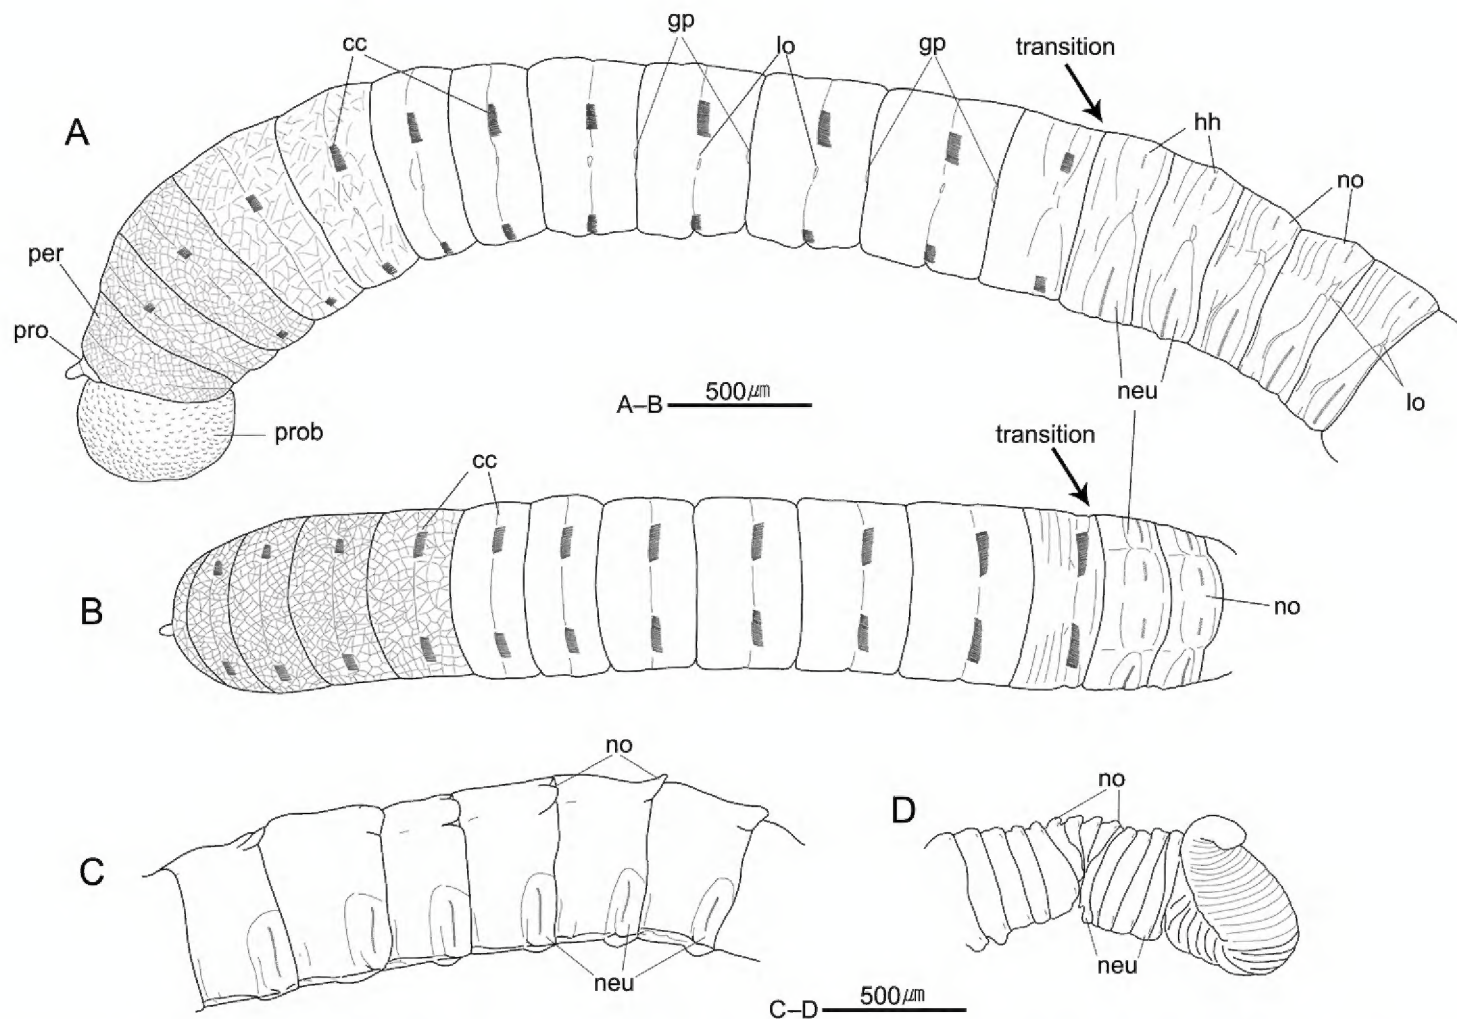 gp
cc
lo
gp
transition
A
hh
no
per
pro
500㎛
A–B
neu
lo
prob
transition
cc
B
no
no
no
D
C
neu
neu
500㎛
C–D